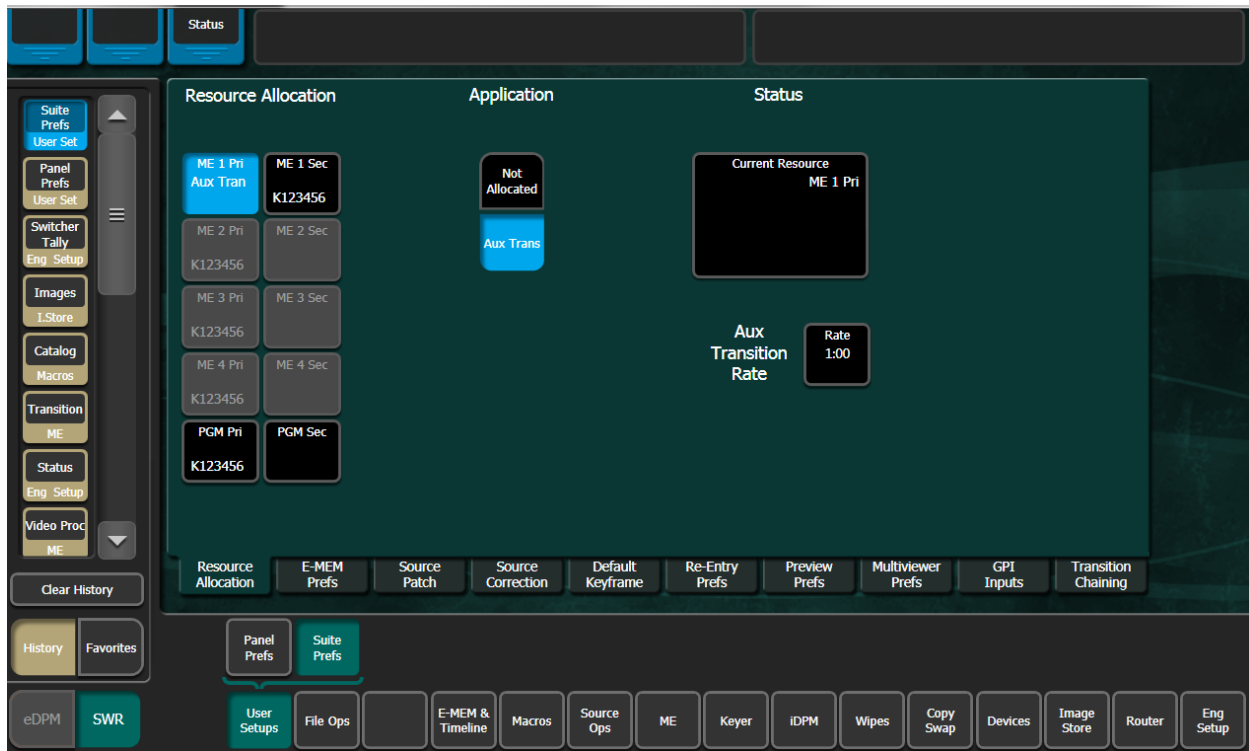 Status
Suite
Prefs
User Set
Panel
Prefs
User Set
Switcher
Tally
Eng Setup
Images
I.Store
Catalog
Macros
Transition
ME
Status
Eng Setup
Video Proc
ME
Clear History
History
Favorites
eDPM
SWR
Resource Allocation
Application
Status
ME 1 Pri
Aux Tran
ME 1 Sec
K123456
ME 2 Pri
K123456
ME 2 Sec
ME 3 Pri
K123456
ME 3 Sec
ME 4 Pri
K123456
ME 4 Sec
PGM Pri
K123456
PGM Sec
Not
Allocated
Aux Trans
Current Resource
ME 1 Pri
Aux
Transition
Rate
Rate
1:00
Resource
Allocation
E-MEM
Prefs
Source
Patch
Source
Correction
Default
Keyframe
Re-Entry
Prefs
Preview
Prefs
Multiviewer
Prefs
GPI
Inputs
Transition
Chaining
Panel
Prefs
Suite
Prefs
User
Setups
File Ops
E-MEM &
Timeline
Macros
Source
Ops
ME
Keyer
iDPM
Wipes
Copy
Swap
Devices
Image
Store
Router
Eng
Setup